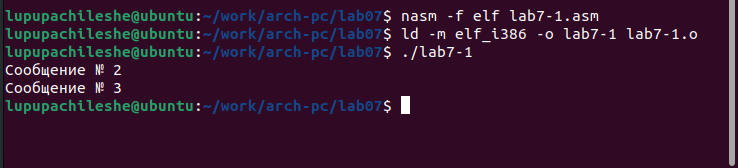 lupupachileshe@ubuntu:~/work/arch-pc/lab07$ nasm -f elf lab7-1.asm
lupupachileshe@ubuntu:~/work/arch-pc/lab07$ ld -m elf_i386 -o lab7-1 lab7-1.o
lupupachileshe@ubuntu:~/work/arch-pc/lab07$ ./lab7-1
Сообщение № 2
Сообщение № 3
lupupachileshe@ubuntu:~/work/arch-pc/lab07$